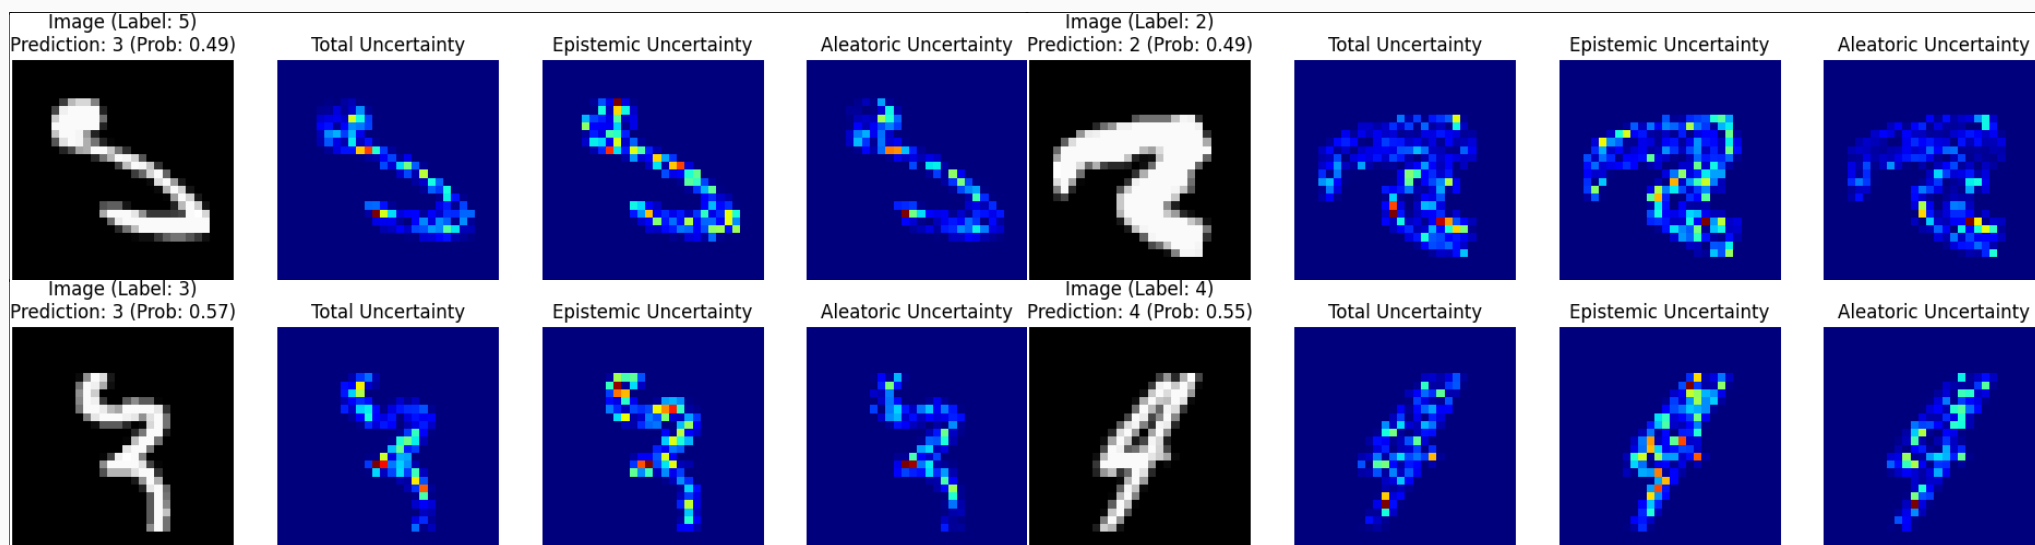 Image (Label: 5)
Prediction: 3 (Prob: 0.49)
Total Uncertainty
Epistemic Uncertainty
Aleatoric Uncertainty
Image (Label: 2)
Prediction: 2 (Prob: 0.49)
Total Uncertainty
Epistemic Uncertainty
Aleatoric Uncertainty
Image (Label: 3)
Prediction: 3 (Prob: 0.57)
Total Uncertainty
Epistemic Uncertainty
Aleatoric Uncertainty
Image (Label: 4)
Prediction: 4 (Prob: 0.55)
Total Uncertainty
Epistemic Uncertainty
Aleatoric Uncertainty